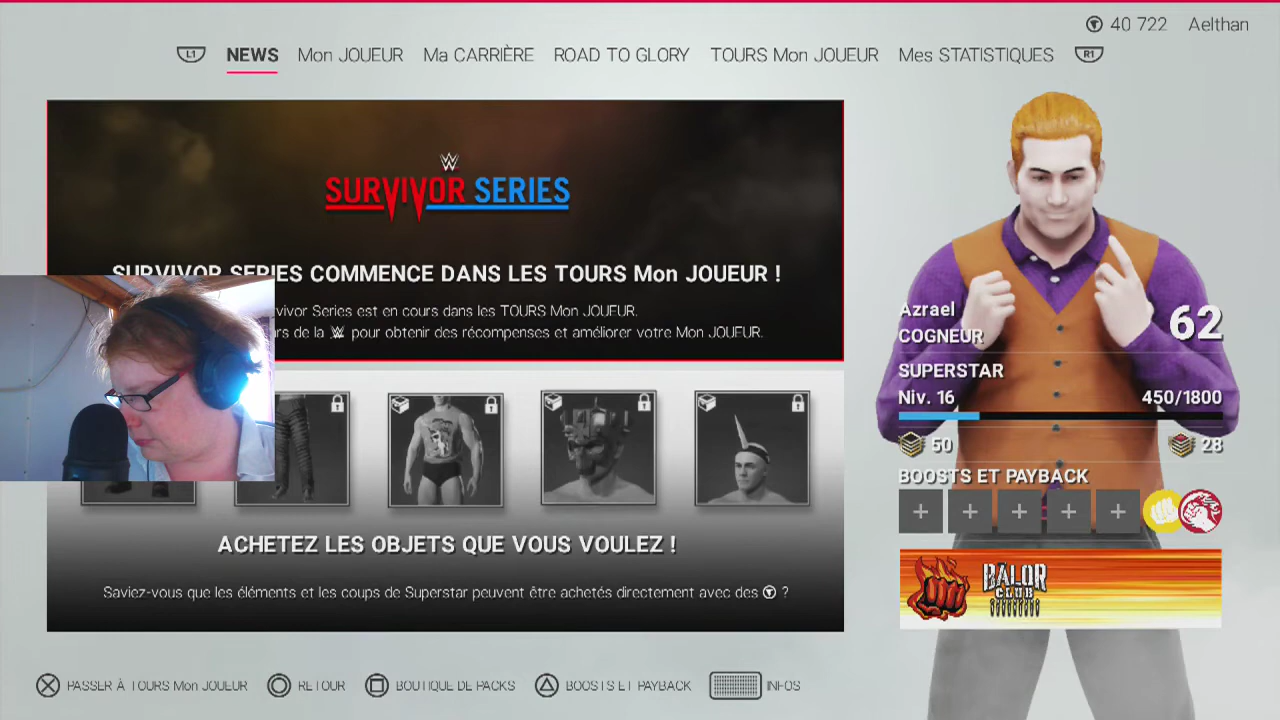 40 722 Aelthan
L1 NEWS Mon JOUEUR Ma CARRIÈRE ROAD TO GLORY TOURS Mon JOUEUR Mes STATISTIQUES R1
SURVIVOR SERIES
SURVIVOR SERIES COMMENCE DANS LES TOURS Mon JOUEUR !
Series est en cours dans les TOURS Mon JOUEUR.
de la W pour obtenir des récompenses et améliorer votre Mon JOUEUR.
ACHETEZ LES OBJETS QUE VOUS VOULEZ !
Saviez-vous que les éléments et les coups de Superstar peuvent être achetés directement avec des ?
Azrael
COGNEUR
62
SUPERSTAR
Niv. 16 450/1800
50 28
BOOSTS ET PAYBACK
BÁLOR
CLUB
PASSER À TOURS Mon JOUEUR RETOUR BOUTIQUE DE PACKS BOOSTS ET PAYBACK INFOS